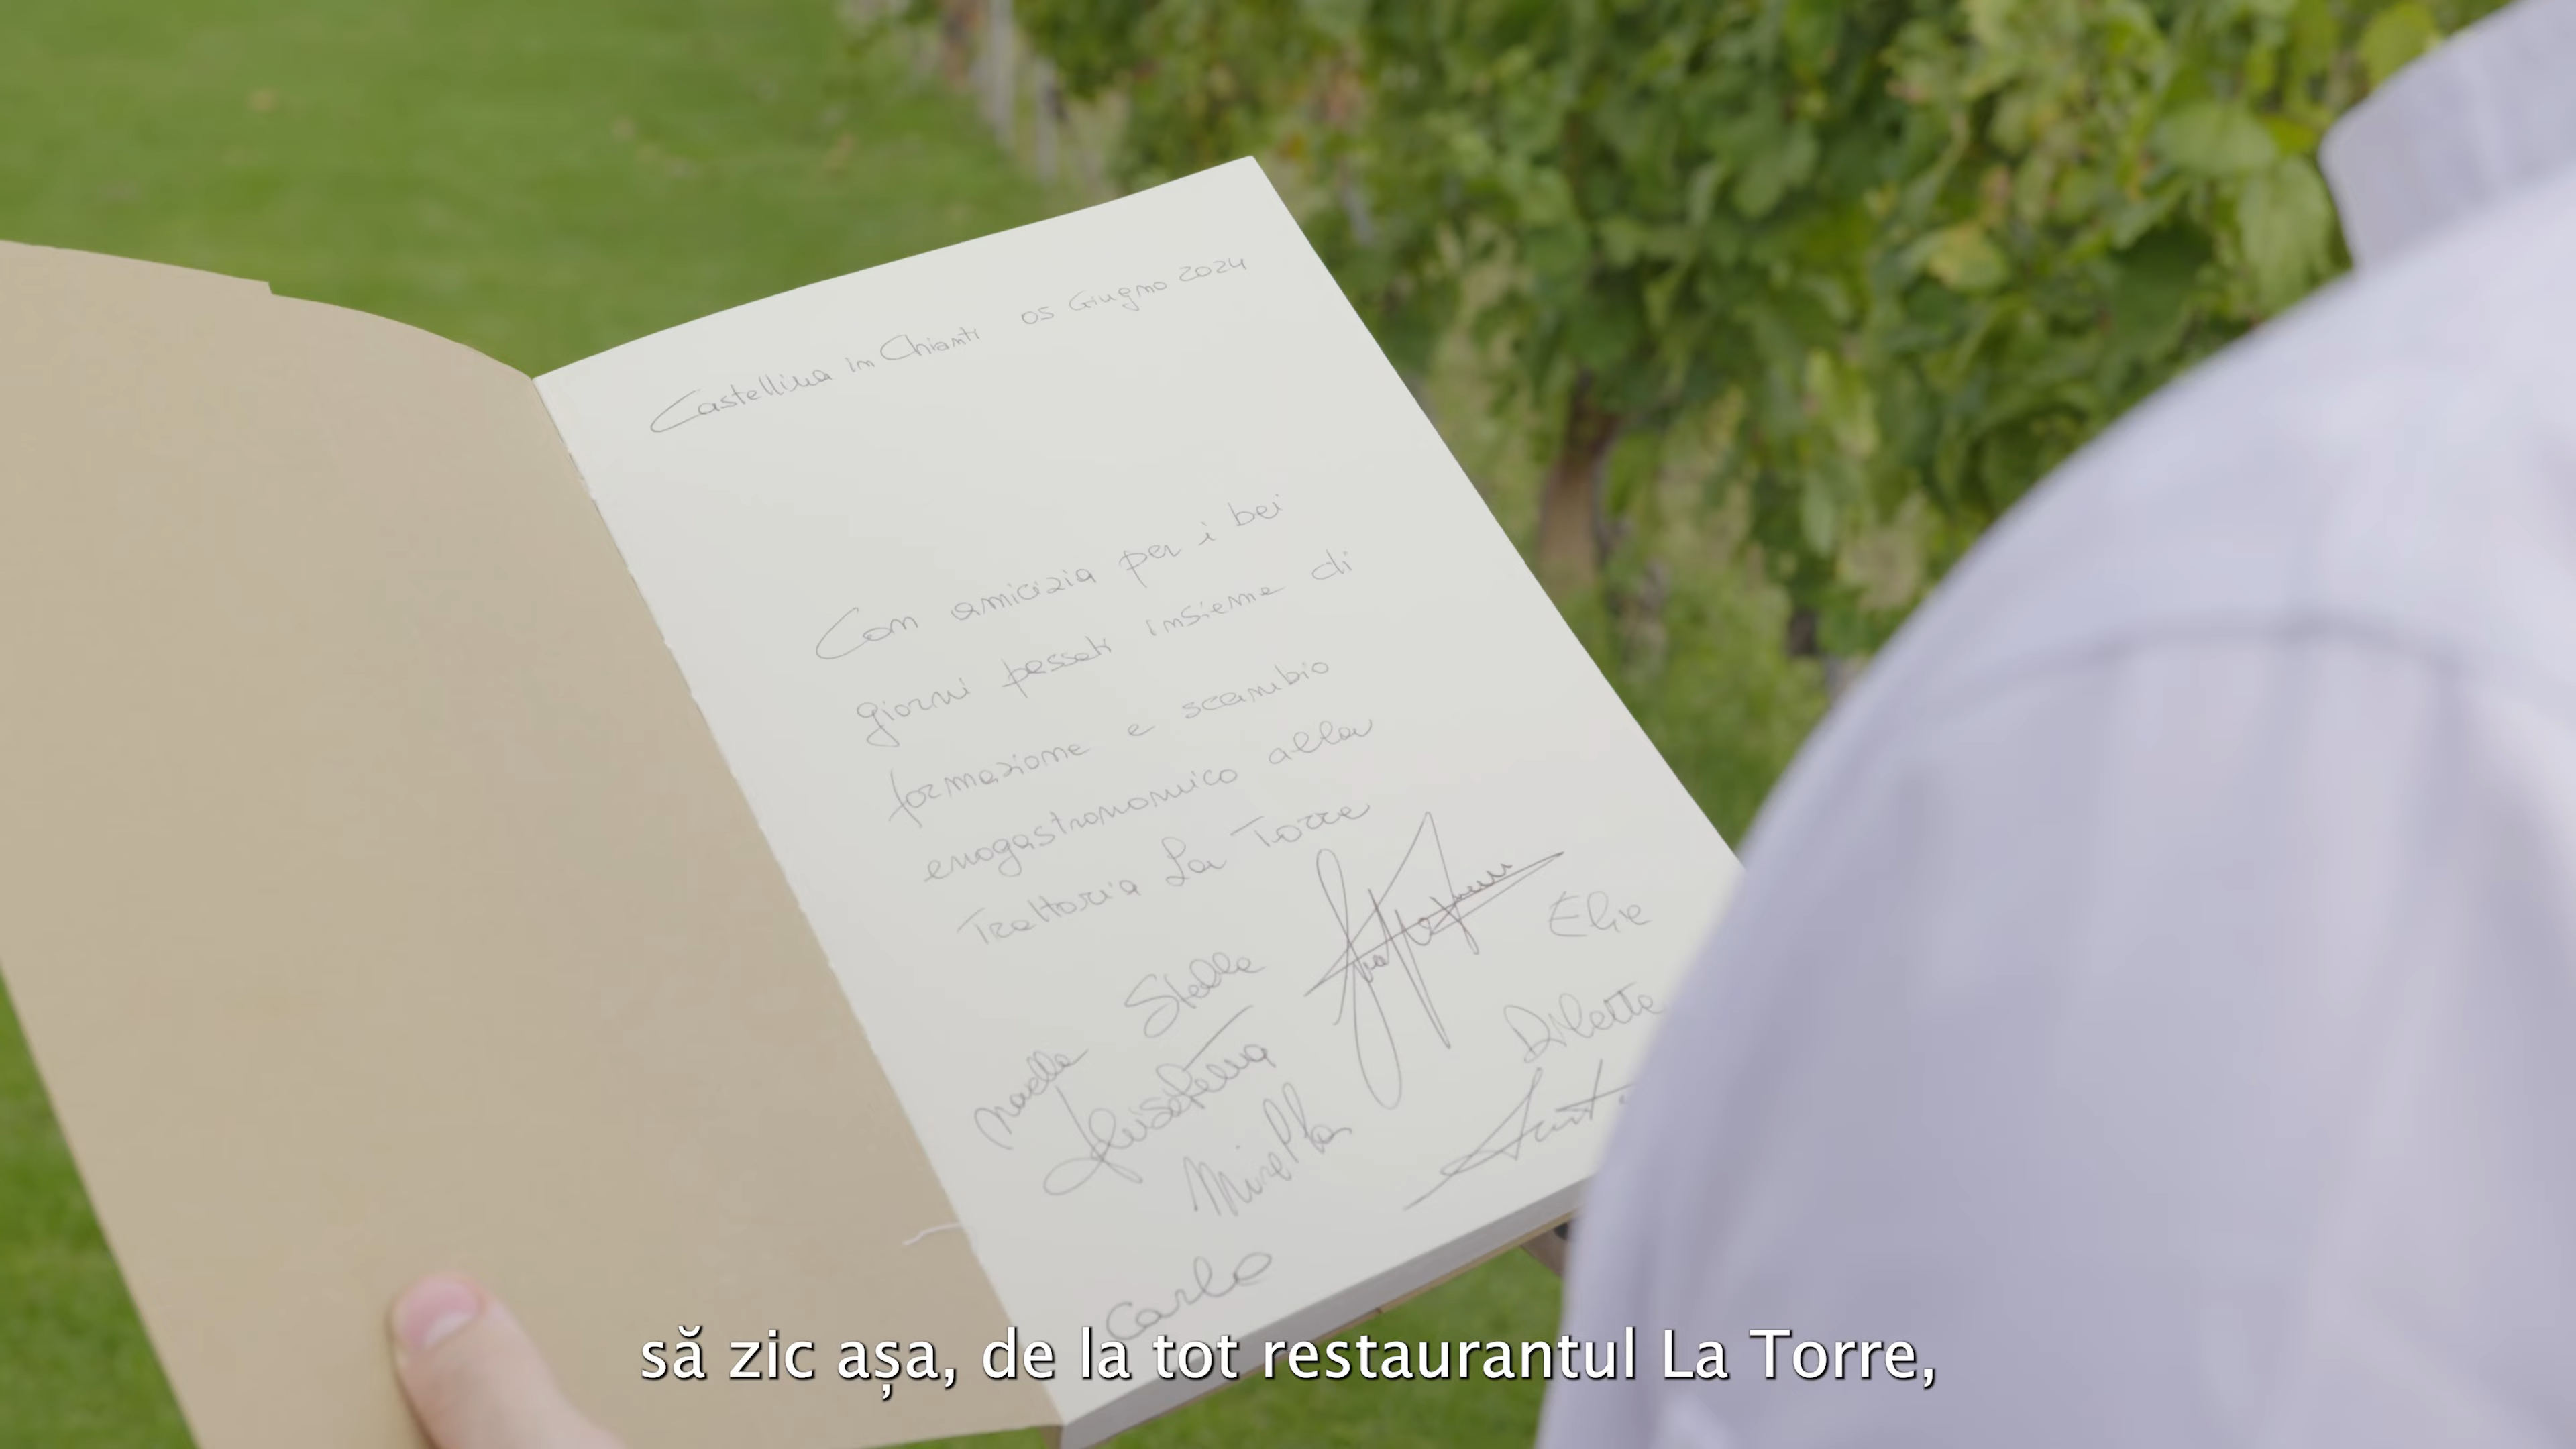 Castellina in Chianti 05 Giugno 2024
Con amicizia per i bei
giorni passati insieme di
formazione e scambio
enogastronomico alla
Trattoria La Torre
Stella
Elie
Diletta
Luisatella
Mirella
Carlo
să zic așa, de la tot restaurantul La Torre,